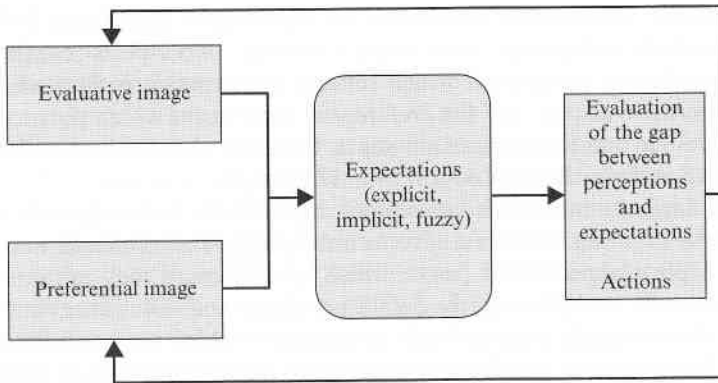 Evaluative image
Preferential image
Expectations
(explicit,
implicit, fuzzy)
Evaluation
of the gap
between
perceptions
and
expectations
Actions